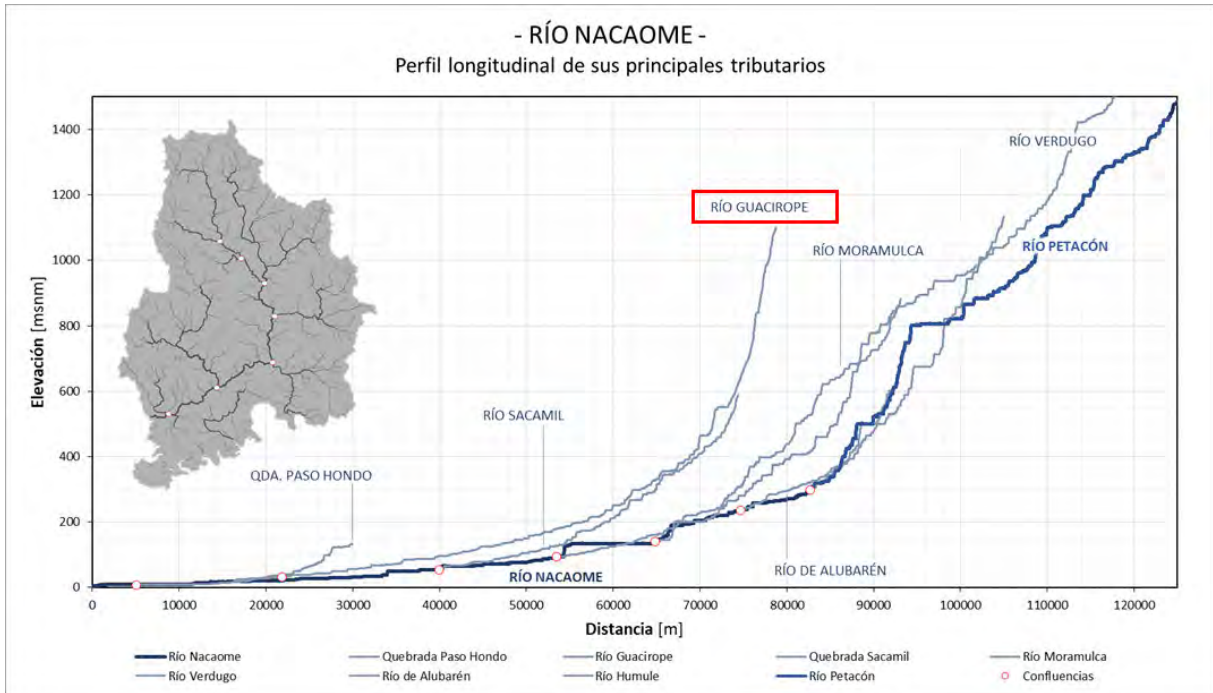 - RÍO NACAOME -
Perfil longitudinal de sus principales tributarios
1400
1200
1000
800
600
400
200
0
Elevación [msnm]
RÍO VERDUGO
RÍO GUACIROPE
RÍO MORAMULCA
RÍO PETACÓN
RÍO SACAMIL
QDA. PASO HONDO
RÍO NACAOME
RÍO DE ALUBARÉN
0 10000 20000 30000 40000 50000 60000 70000 80000 90000 100000 110000 120000
Distancia [m]
Río Nacaome Quebrada Paso Hondo Río Guacirope Quebrada Sacamil Río Moramulca
Río Verdugo Río de Alubarén Río Humule Río Petacón Confluencias